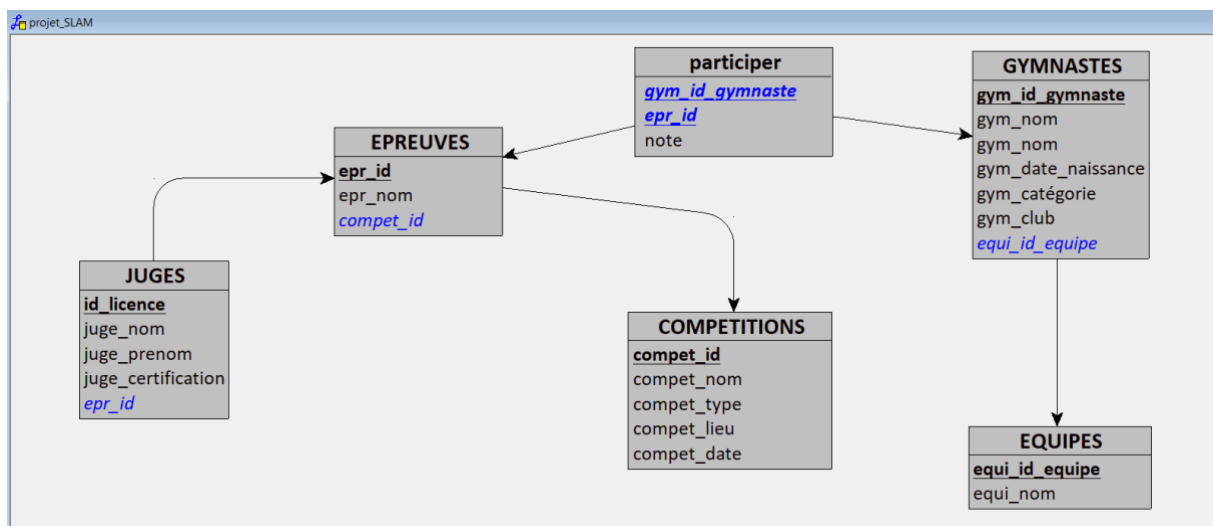 projet_SLAM
participer
gym_id_gymnaste
epr_id
note
GYMNASTES
gym_id_gymnaste
gym_nom
gym_nom
gym_date_naissance
gym_catégorie
gym_club
equi_id_equipe
EPREUVES
epr_id
epr_nom
compet_id
JUGES
id_licence
juge_nom
juge_prenom
juge_certification
epr_id
COMPETITIONS
compet_id
compet_nom
compet_type
compet_lieu
compet_date
EQUIPES
equi_id_equipe
equi_nom